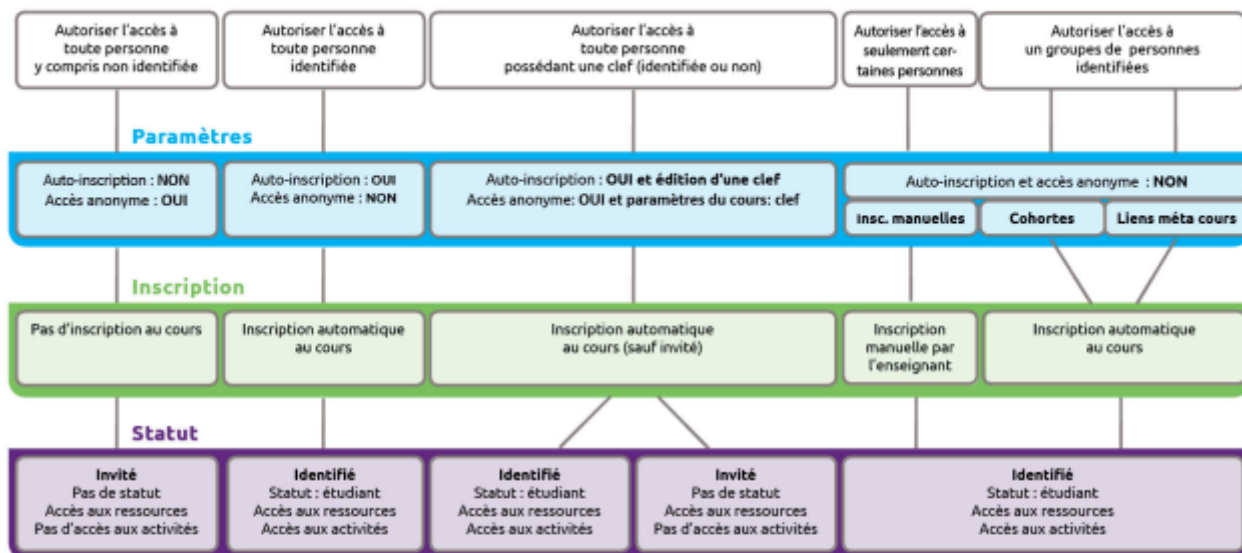 Autoriser l'accès à
toute personne
y compris non identifiée
Autoriser l'accès à
toute personne
identifiée
Autoriser l'accès à
toute personne
possédant une clef (identifiée ou non)
Autoriser l'accès à
seulement cer-
taines personnes
Autoriser l'accès à
un groupes de personnes
identifiées
Paramètres
Auto-inscription : NON
Accès anonyme : OUI
Auto-inscription : OUI
Accès anonyme : NON
Auto-inscription : OUI et édition d'une clef
Accès anonyme: OUI et paramètres du cours: clef
Auto-inscription et accès anonyme : NON
Insc. manuelles
Cohortes
Liens méta cours
Inscription
Pas d'inscription au cours
Inscription automatique
au cours
Inscription automatique
au cours (sauf invité)
Inscription
manuelle par
l'enseignant
Inscription automatique
au cours
Statut
Invité
Pas de statut
Accès aux ressources
Pas d'accès aux activités
Identifié
Statut : étudiant
Accès aux ressources
Accès aux activités
Identifié
Statut : étudiant
Accès aux ressources
Accès aux activités
Invité
Pas de statut
Accès aux ressources
Pas d'accès aux activités
Identifié
Statut : étudiant
Accès aux ressources
Accès aux activités